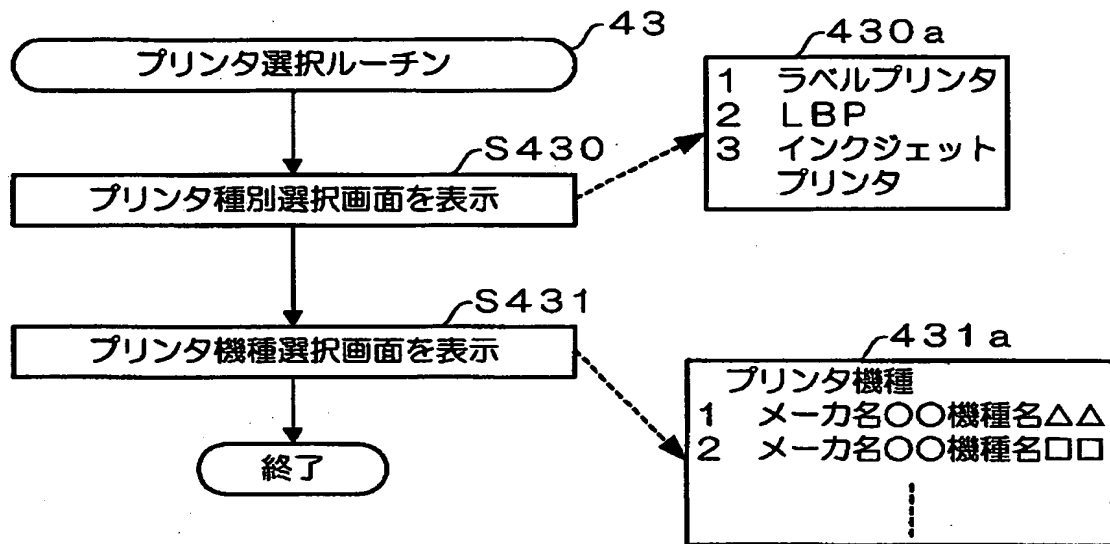 43
プリンタ選択ルーチン
430a
1 ラベルプリンタ
2 LBP
3 インクジェット
プリンタ
S430
プリンタ種別選択画面を表示
S431
プリンタ機種選択画面を表示
431a
プリンタ機種
1 メーカ名○○機種名△△
2 メーカ名○○機種名□□
終了